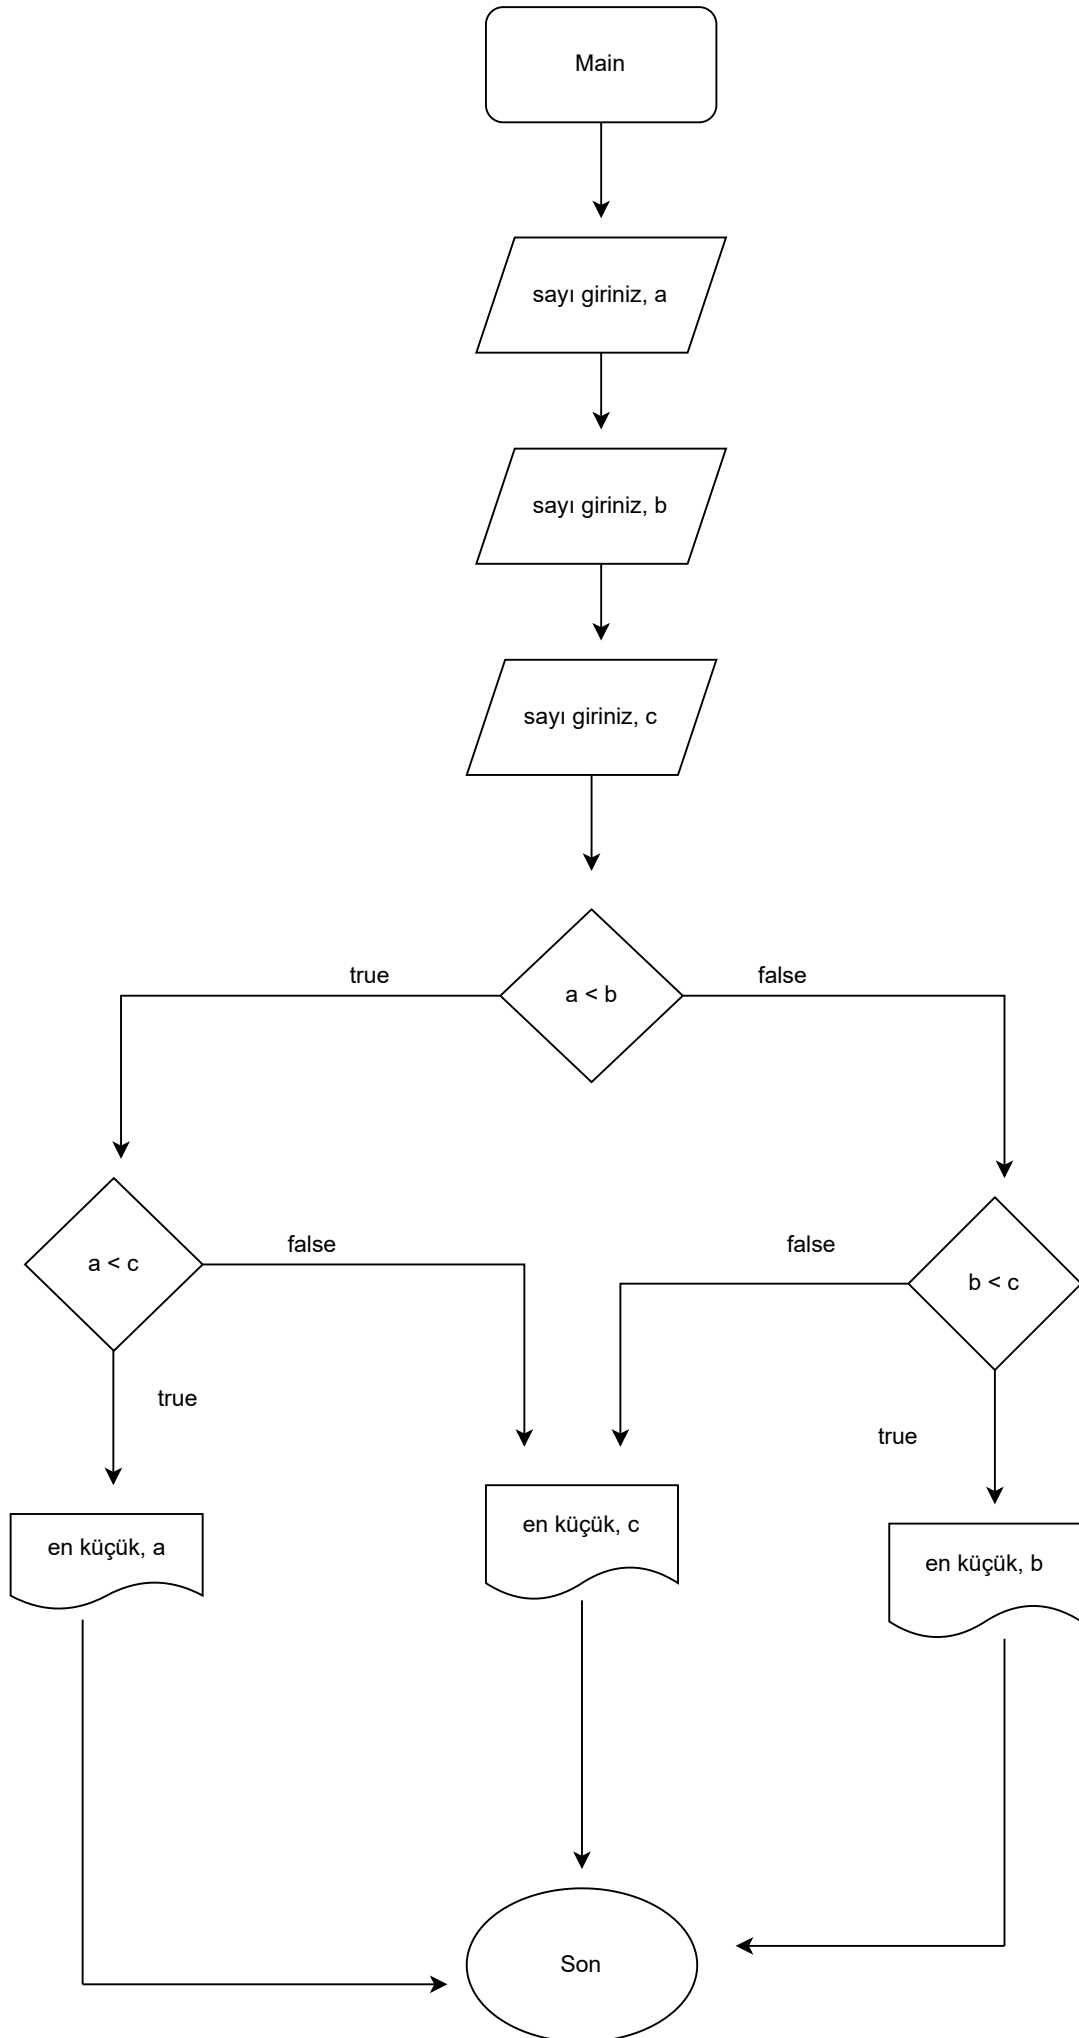 Main
sayı giriniz, a
sayı giriniz, b
sayı giriniz, c
a < b
true
false
a < c
false
true
b < c
false
true
en küçük, a
en küçük, c
en küçük, b
Son